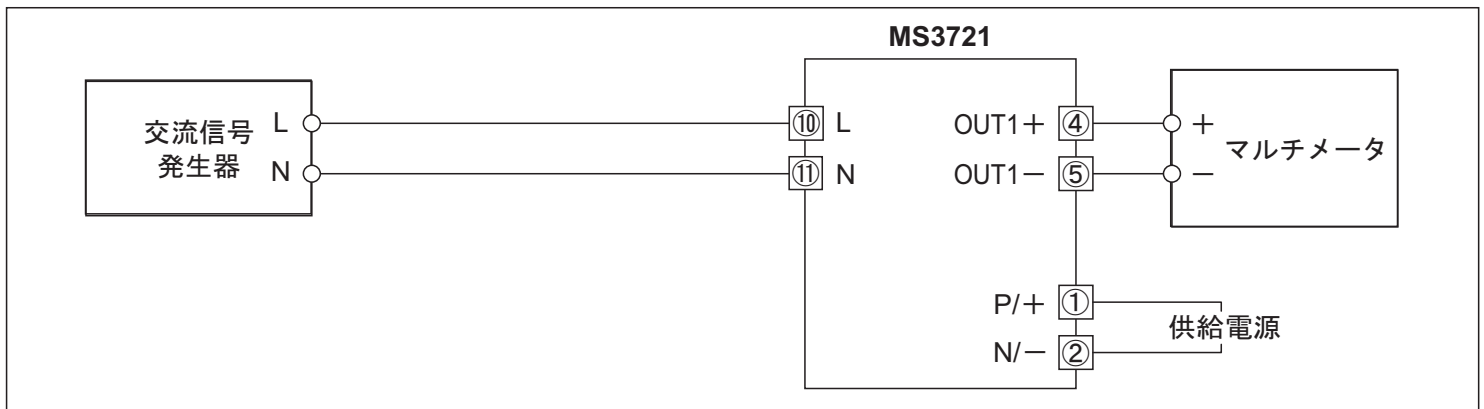 MS3721
交流信号
発生器
L
N
⑩ L
⑪ N
OUT1+ ④
OUT1− ⑤
+
−
マルチメータ
P/+ ①
N/− ②
供給電源